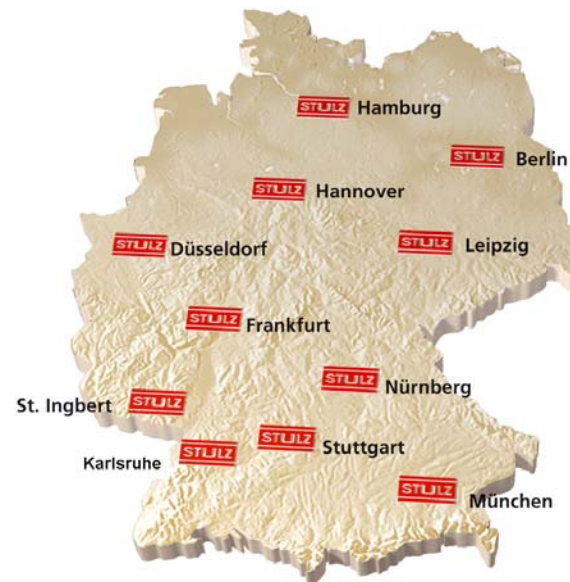 STULZ Hamburg
STULZ Berlin
STULZ Hannover
STULZ Düsseldorf
STULZ Leipzig
STULZ Frankfurt
STULZ Nürnberg
St. Ingbert STULZ
STULZ Stuttgart
Karlsruhe STULZ
STULZ München